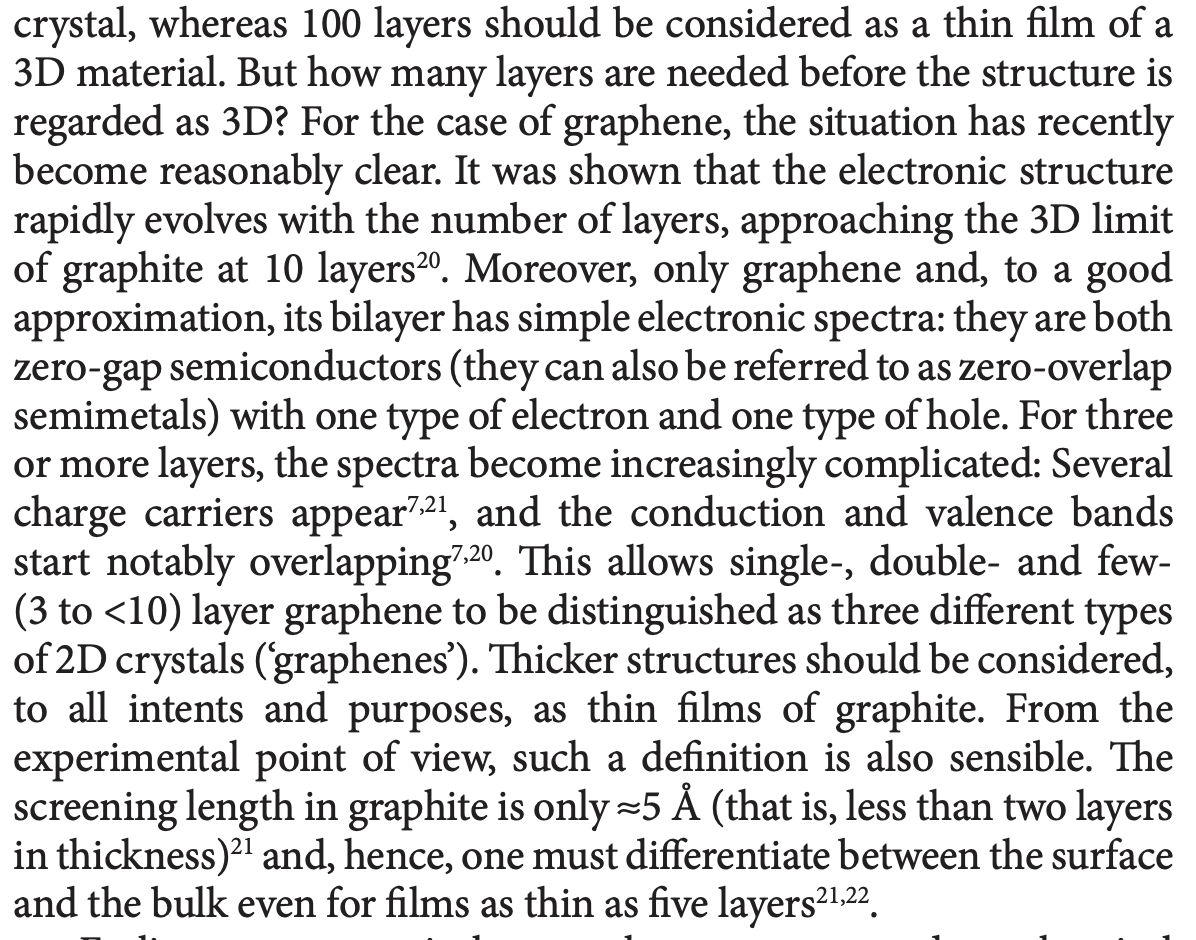 crystal, whereas 100 layers should be considered as a thin film of a
3D material. But how many layers are needed before the structure is
regarded as 3D? For the case of graphene, the situation has recently
become reasonably clear. It was shown that the electronic structure
rapidly evolves with the number of layers, approaching the 3D limit
of graphite at 10 layers²⁰. Moreover, only graphene and, to a good
approximation, its bilayer has simple electronic spectra: they are both
zero-gap semiconductors (they can also be referred to as zero-overlap
semimetals) with one type of electron and one type of hole. For three
or more layers, the spectra become increasingly complicated: Several
charge carriers appear⁷,²¹, and the conduction and valence bands
start notably overlapping⁷,²⁰. This allows single-, double- and few-
(3 to <10) layer graphene to be distinguished as three different types
of 2D crystals (‘graphenes’). Thicker structures should be considered,
to all intents and purposes, as thin films of graphite. From the
experimental point of view, such a definition is also sensible. The
screening length in graphite is only ≈5 Å (that is, less than two layers
in thickness)²¹ and, hence, one must differentiate between the surface
and the bulk even for films as thin as five layers²¹,²².